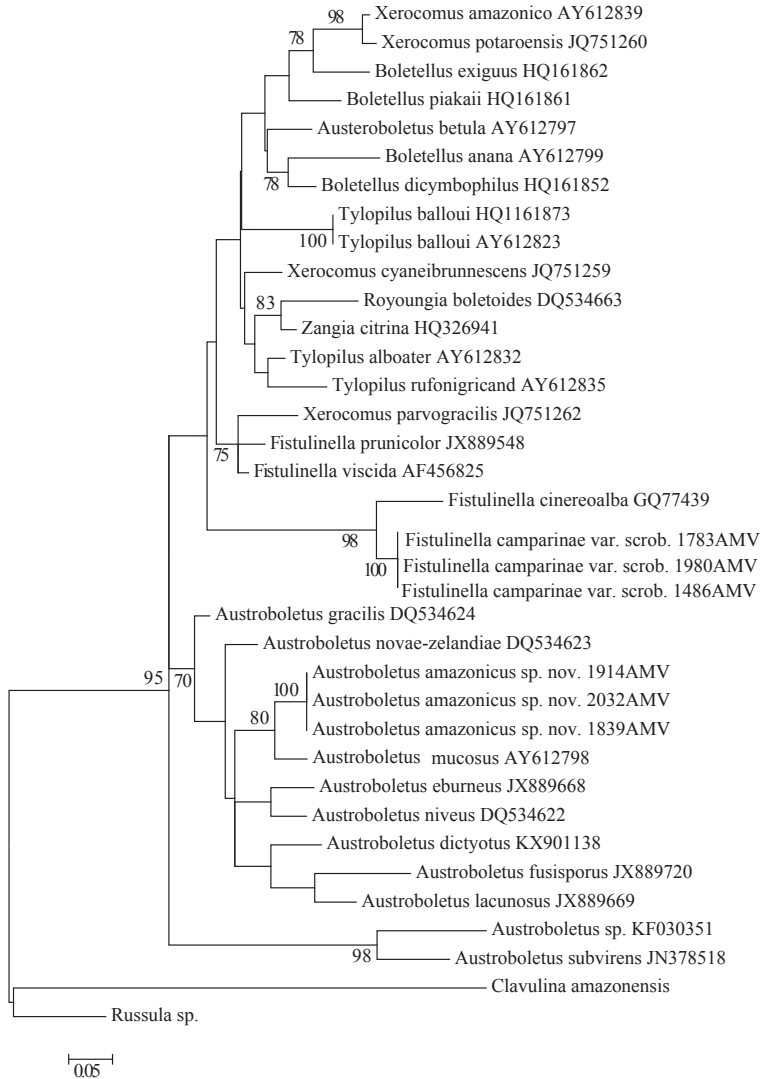 98
Xerocomus amazonico AY612839
78
Xerocomus potaroensis JQ751260
Boletellus exiguus HQ161862
Boletellus piakaii HQ161861
Austeroboletus betula AY612797
Boletellus anana AY612799
78
Boletellus dicymbophilus HQ161852
Tylopilus balloui HQ1161873
100
Tylopilus balloui AY612823
Xerocomus cyaneibrunnescens JQ751259
83
Royoungia boletoides DQ534663
Zangia citrina HQ326941
Tylopilus alboater AY612832
Tylopilus rufonigricand AY612835
Xerocomus parvogracilis JQ751262
Fistulinella prunicolor JX889548
75
Fistulinella viscida AF456825
Fistulinella cinereoalba GQ77439
98
Fistulinella camparinae var. scrob. 1783AMV
100
Fistulinella camparinae var. scrob. 1980AMV
Fistulinella camparinae var. scrob. 1486AMV
Austroboletus gracilis DQ534624
Austroboletus novae-zelandiae DQ534623
95
70
Austroboletus amazonicus sp. nov. 1914AMV
100
Austroboletus amazonicus sp. nov. 2032AMV
80
Austroboletus amazonicus sp. nov. 1839AMV
Austroboletus mucosus AY612798
Austroboletus eburneus JX889668
Austroboletus niveus DQ534622
Austroboletus dictyotus KX901138
Austroboletus fusisporus JX889720
Austroboletus lacunosus JX889669
Austroboletus sp. KF030351
98
Austroboletus subvirens JN378518
Clavulina amazonensis
Russula sp.
0.05